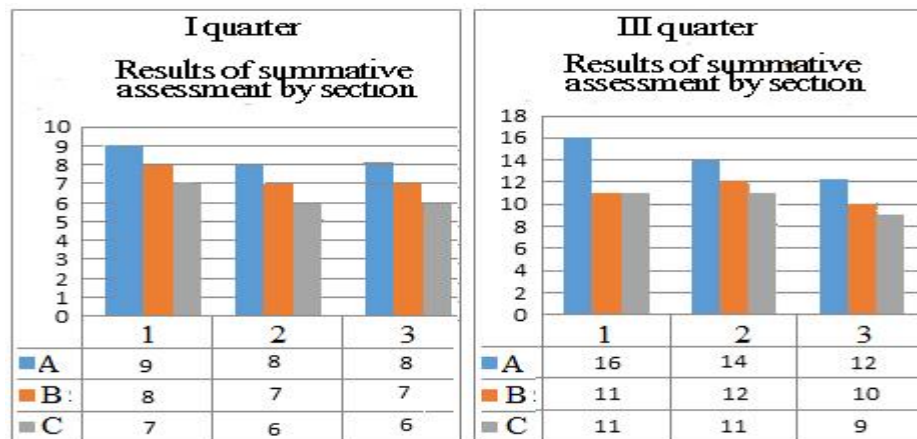 I quarter
Results of summative
assessment by section
10
9
8
7
6
5
4
3
2
1
0
1 2 3
A 9 8 8
B : 8 7 7
C 7 6 6
III quarter
Results of summative
assessment by section
18
16
14
12
10
8
6
4
2
0
1 2 3
A 16 14 12
B : 11 12 10
C 11 11 9